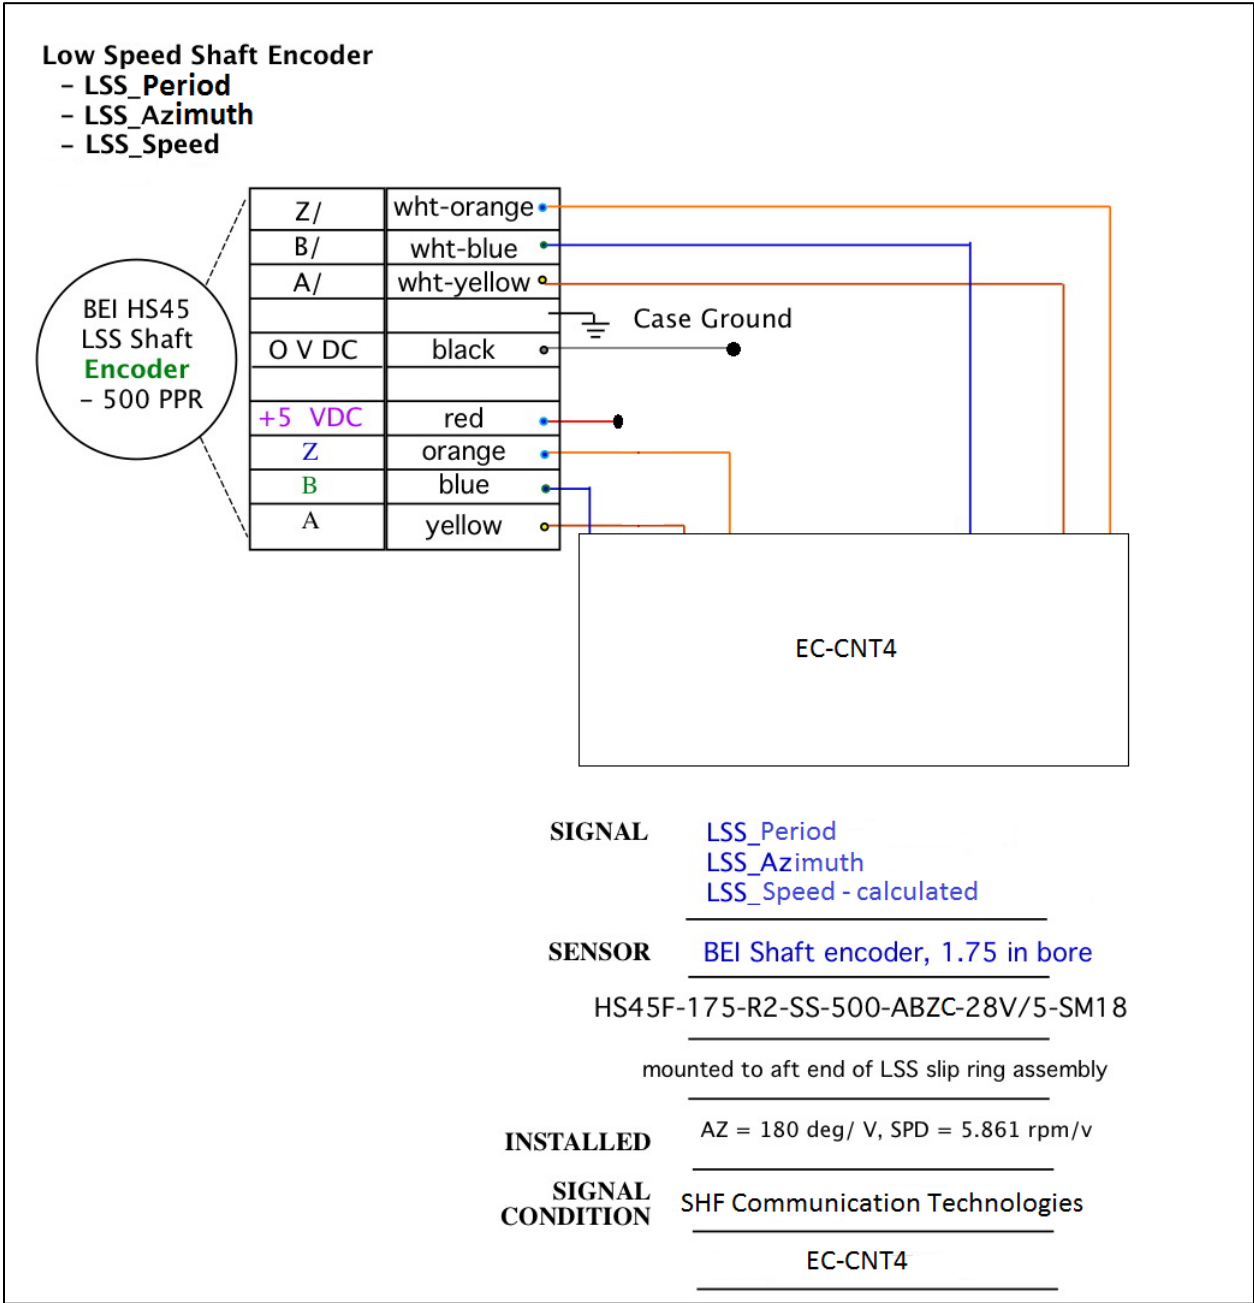 Low Speed Shaft Encoder
– LSS_Period
– LSS_Azimuth
– LSS_Speed
Z/ wht-orange
B/ wht-blue
A/ wht-yellow
Case Ground
O V DC black
+5 VDC red
Z orange
B blue
A yellow
BEI HS45
LSS Shaft
Encoder
– 500 PPR
EC-CNT4
SIGNAL LSS_Period
LSS_Azimuth
LSS_Speed - calculated
SENSOR BEI Shaft encoder, 1.75 in bore
HS45F-175-R2-SS-500-ABZC-28V/5-SM18
mounted to aft end of LSS slip ring assembly
INSTALLED AZ = 180 deg/ V, SPD = 5.861 rpm/v
SIGNAL
CONDITION SHF Communication Technologies
EC-CNT4